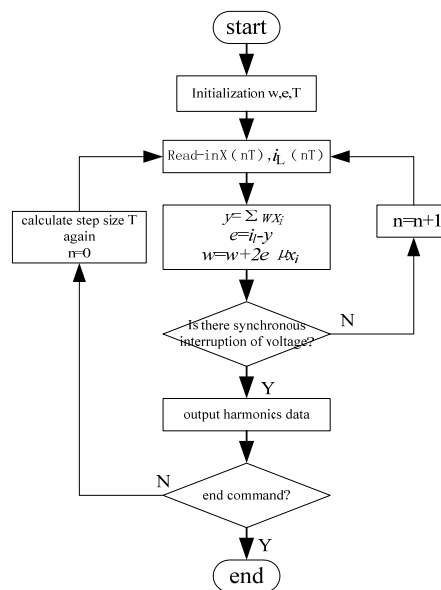 start
Initialization w,e,T
Read-inX(nT),iL(nT)
calculate step size T
again
n=0
y=Σ wxi
e=il-y
w=w+2e μxi
n=n+1
Is there synchronous
interruption of voltage?
N
Y
output harmonics data
N
end command?
Y
end